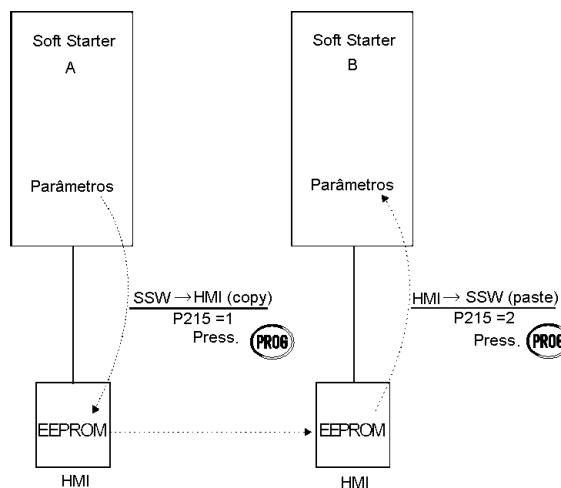 Soft Starter
A
Parâmetros
SSW → HMI (copy)
P215 =1
Press. PROG
EEPROM
HMI
Soft Starter
B
Parâmetros
HMI → SSW (paste)
P215 =2
Press. PROG
EEPROM
HMI